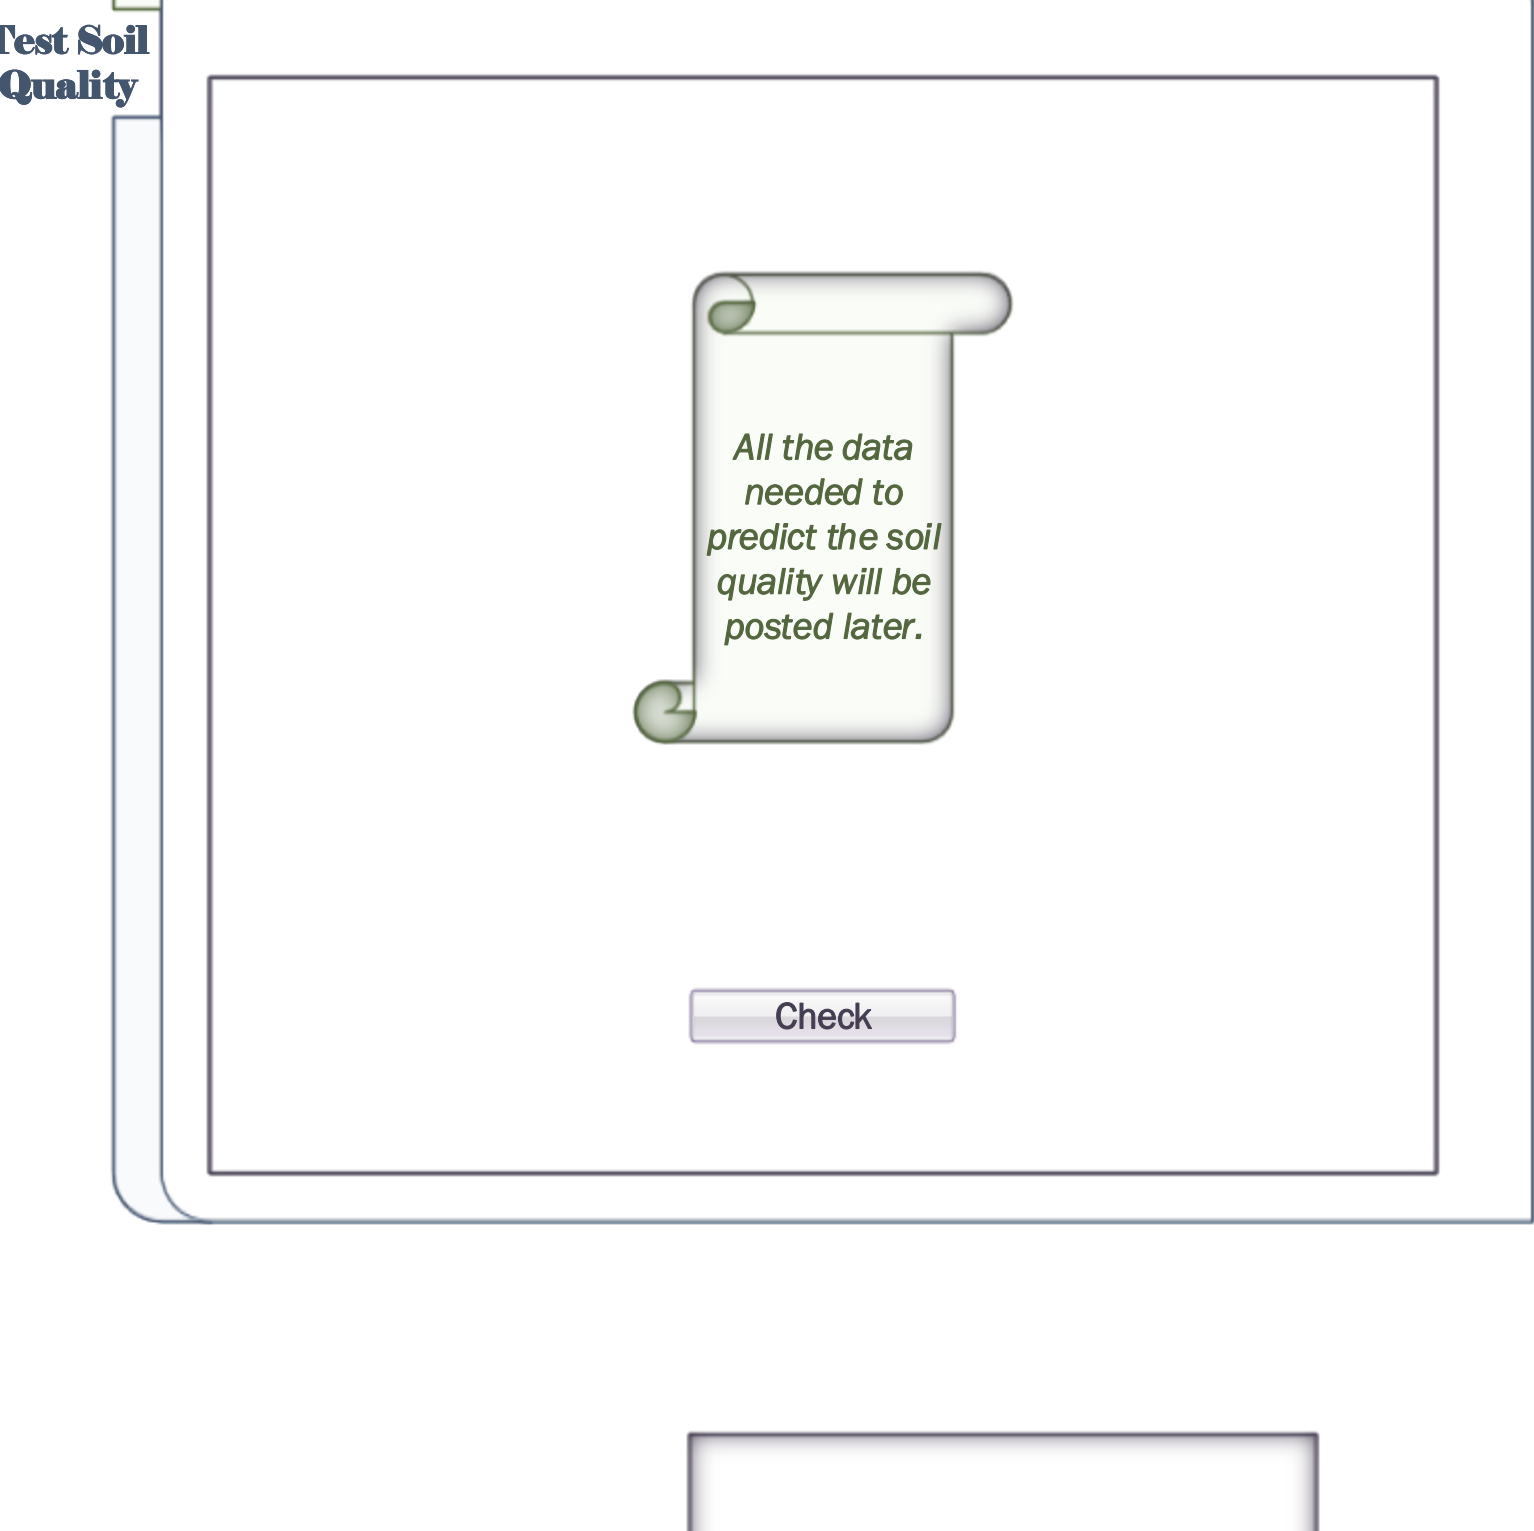 Test Soil
Quality
All the data
needed to
predict the soil
quality will be
posted later.
Check